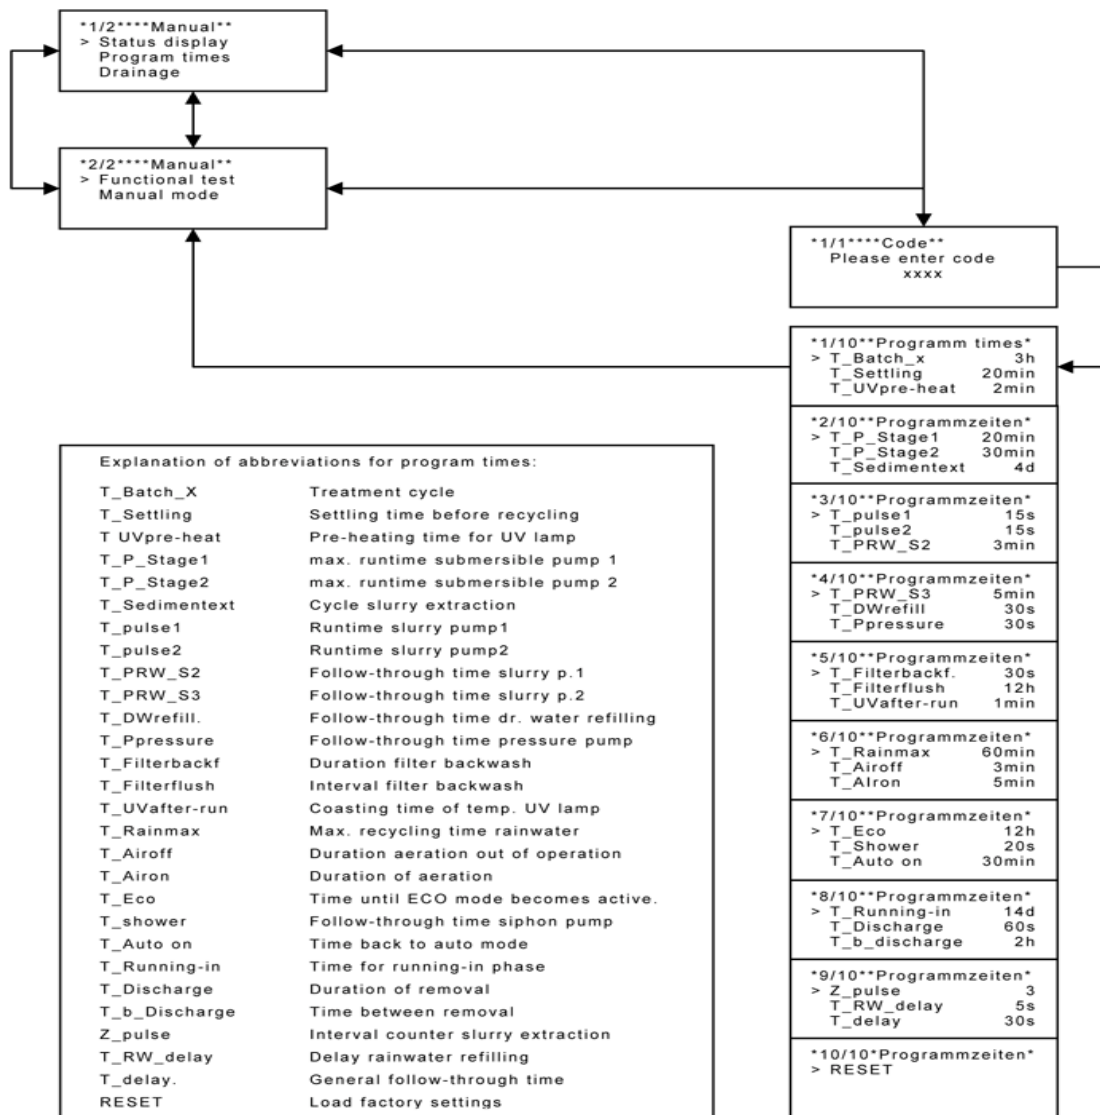 *1/2****Manual**
> Status display
Program times
Drainage
*2/2****Manual**
> Functional test
Manual mode
*1/1****Code**
Please enter code
xxxx
*1/10**Programm times*
> T_Batch_x 3h
T_Settling 20min
T_UVpre-heat 2min
*2/10**Programmzeiten*
> T_P_Stage1 20min
T_P_Stage2 30min
T_Sedimentext 4d
*3/10**Programmzeiten*
> T_pulse1 15s
T_pulse2 15s
T_PRW_S2 3min
*4/10**Programmzeiten*
> T_PRW_S3 5min
T_DWrefill 30s
T_Ppressure 30s
*5/10**Programmzeiten*
> T_Filterbackf. 30s
T_Filterflush 12h
T_UVafter-run 1min
*6/10**Programmzeiten*
> T_Rainmax 60min
T_Airoff 3min
T_AIron 5min
*7/10**Programmzeiten*
> T_Eco 12h
T_Shower 20s
T_Auto on 30min
*8/10**Programmzeiten*
> T_Running-in 14d
T_Discharge 60s
T_b_discharge 2h
*9/10**Programmzeiten*
> Z_pulse 3
T_RW_delay 5s
T_delay 30s
*10/10*Programmzeiten*
> RESET
Explanation of abbreviations for program times:
T_Batch_X Treatment cycle
T_Settling Settling time before recycling
T UVpre-heat Pre-heating time for UV lamp
T_P_Stage1 max. runtime submersible pump 1
T_P_Stage2 max. runtime submersible pump 2
T_Sedimentext Cycle slurry extraction
T_pulse1 Runtime slurry pump1
T_pulse2 Runtime slurry pump2
T_PRW_S2 Follow-through time slurry p.1
T_PRW_S3 Follow-through time slurry p.2
T_DWrefill. Follow-through time dr. water refilling
T_Ppressure Follow-through time pressure pump
T_Filterbackf Duration filter backwash
T_Filterflush Interval filter backwash
T_UVafter-run Coasting time of temp. UV lamp
T_Rainmax Max. recycling time rainwater
T_Airoff Duration aeration out of operation
T_Airon Duration of aeration
T_Eco Time until ECO mode becomes active.
T_shower Follow-through time siphon pump
T_Auto on Time back to auto mode
T_Running-in Time for running-in phase
T_Discharge Duration of removal
T_b_Discharge Time between removal
Z_pulse Interval counter slurry extraction
T_RW_delay Delay rainwater refilling
T_delay. General follow-through time
RESET Load factory settings